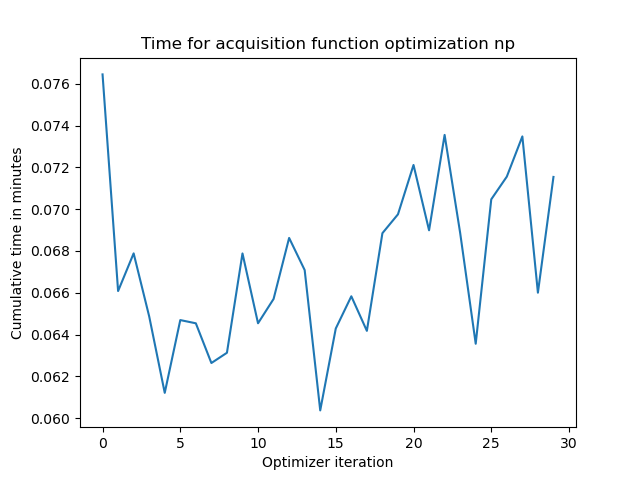 Time for acquisition function optimization np
Cumulative time in minutes
0.076
0.074
0.072
0.070
0.068
0.066
0.064
0.062
0.060
0 5 10 15 20 25 30
Optimizer iteration